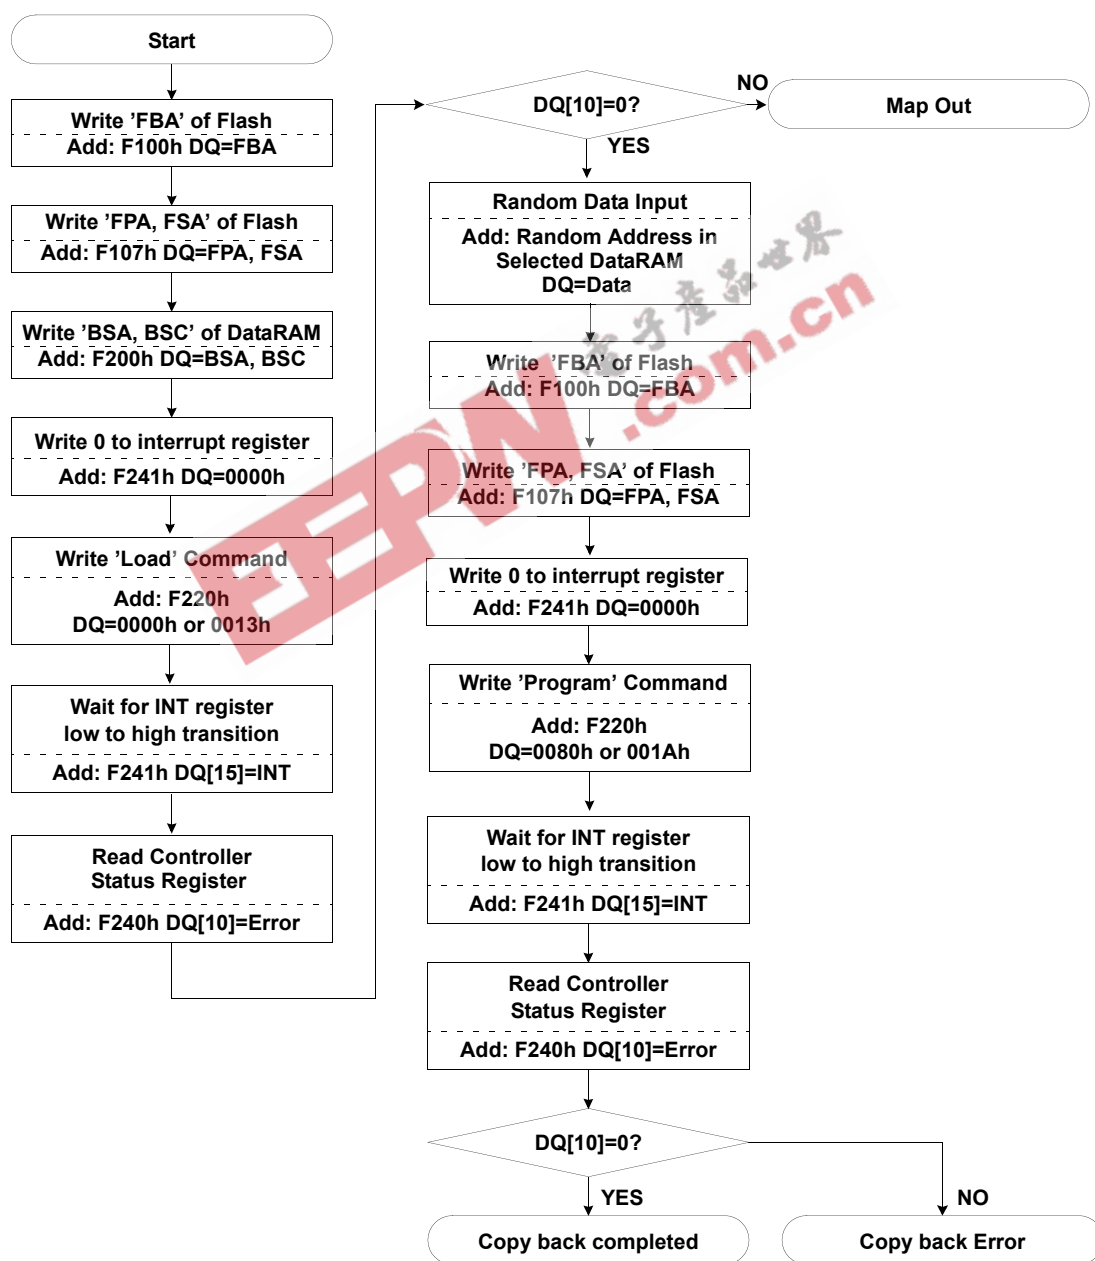 Start
Write ’FBA’ of Flash
Add: F100h DQ=FBA
Write ’FPA, FSA’ of Flash
Add: F107h DQ=FPA, FSA
Write ’BSA, BSC’ of DataRAM
Add: F200h DQ=BSA, BSC
Write 0 to interrupt register
Add: F241h DQ=0000h
Write ’Load’ Command
Add: F220h
DQ=0000h or 0013h
Wait for INT register
low to high transition
Add: F241h DQ[15]=INT
Read Controller
Status Register
Add: F240h DQ[10]=Error
DQ[10]=0?
NO
Map Out
YES
Random Data Input
Add: Random Address in
Selected DataRAM
DQ=Data
Write ’FBA’ of Flash
Add: F100h DQ=FBA
Write ’FPA, FSA’ of Flash
Add: F107h DQ=FPA, FSA
Write 0 to interrupt register
Add: F241h DQ=0000h
Write ’Program’ Command
Add: F220h
DQ=0080h or 001Ah
Wait for INT register
low to high transition
Add: F241h DQ[15]=INT
Read Controller
Status Register
Add: F240h DQ[10]=Error
DQ[10]=0?
YES
NO
Copy back completed
Copy back Error
EEPW.com.cn
電子產品世界